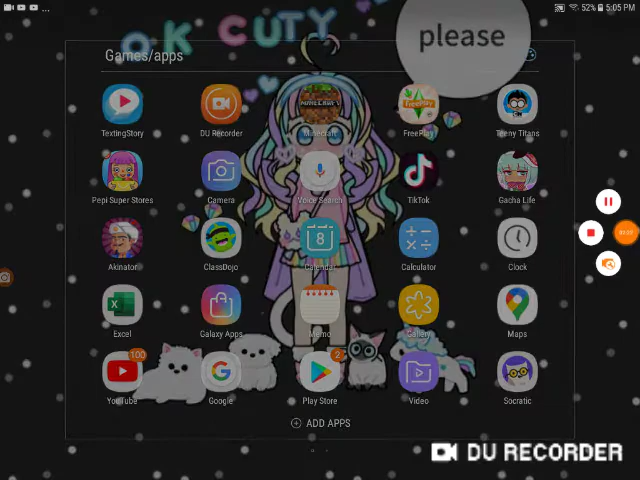 ... 52% 5:05 PM
OK CUTY
please
Games/apps
TextingStory DU Recorder Minecraft FreePlay Teeny Titans
Pepi Super Stores Camera Voice Search TikTok Gacha Life
8
Akinator ClassDojo Calendar Calculator Clock
Excel Galaxy Apps Memo Gallery Maps
100 2
YouTube Google Play Store Video Socratic
ADD APPS
DU RECORDER